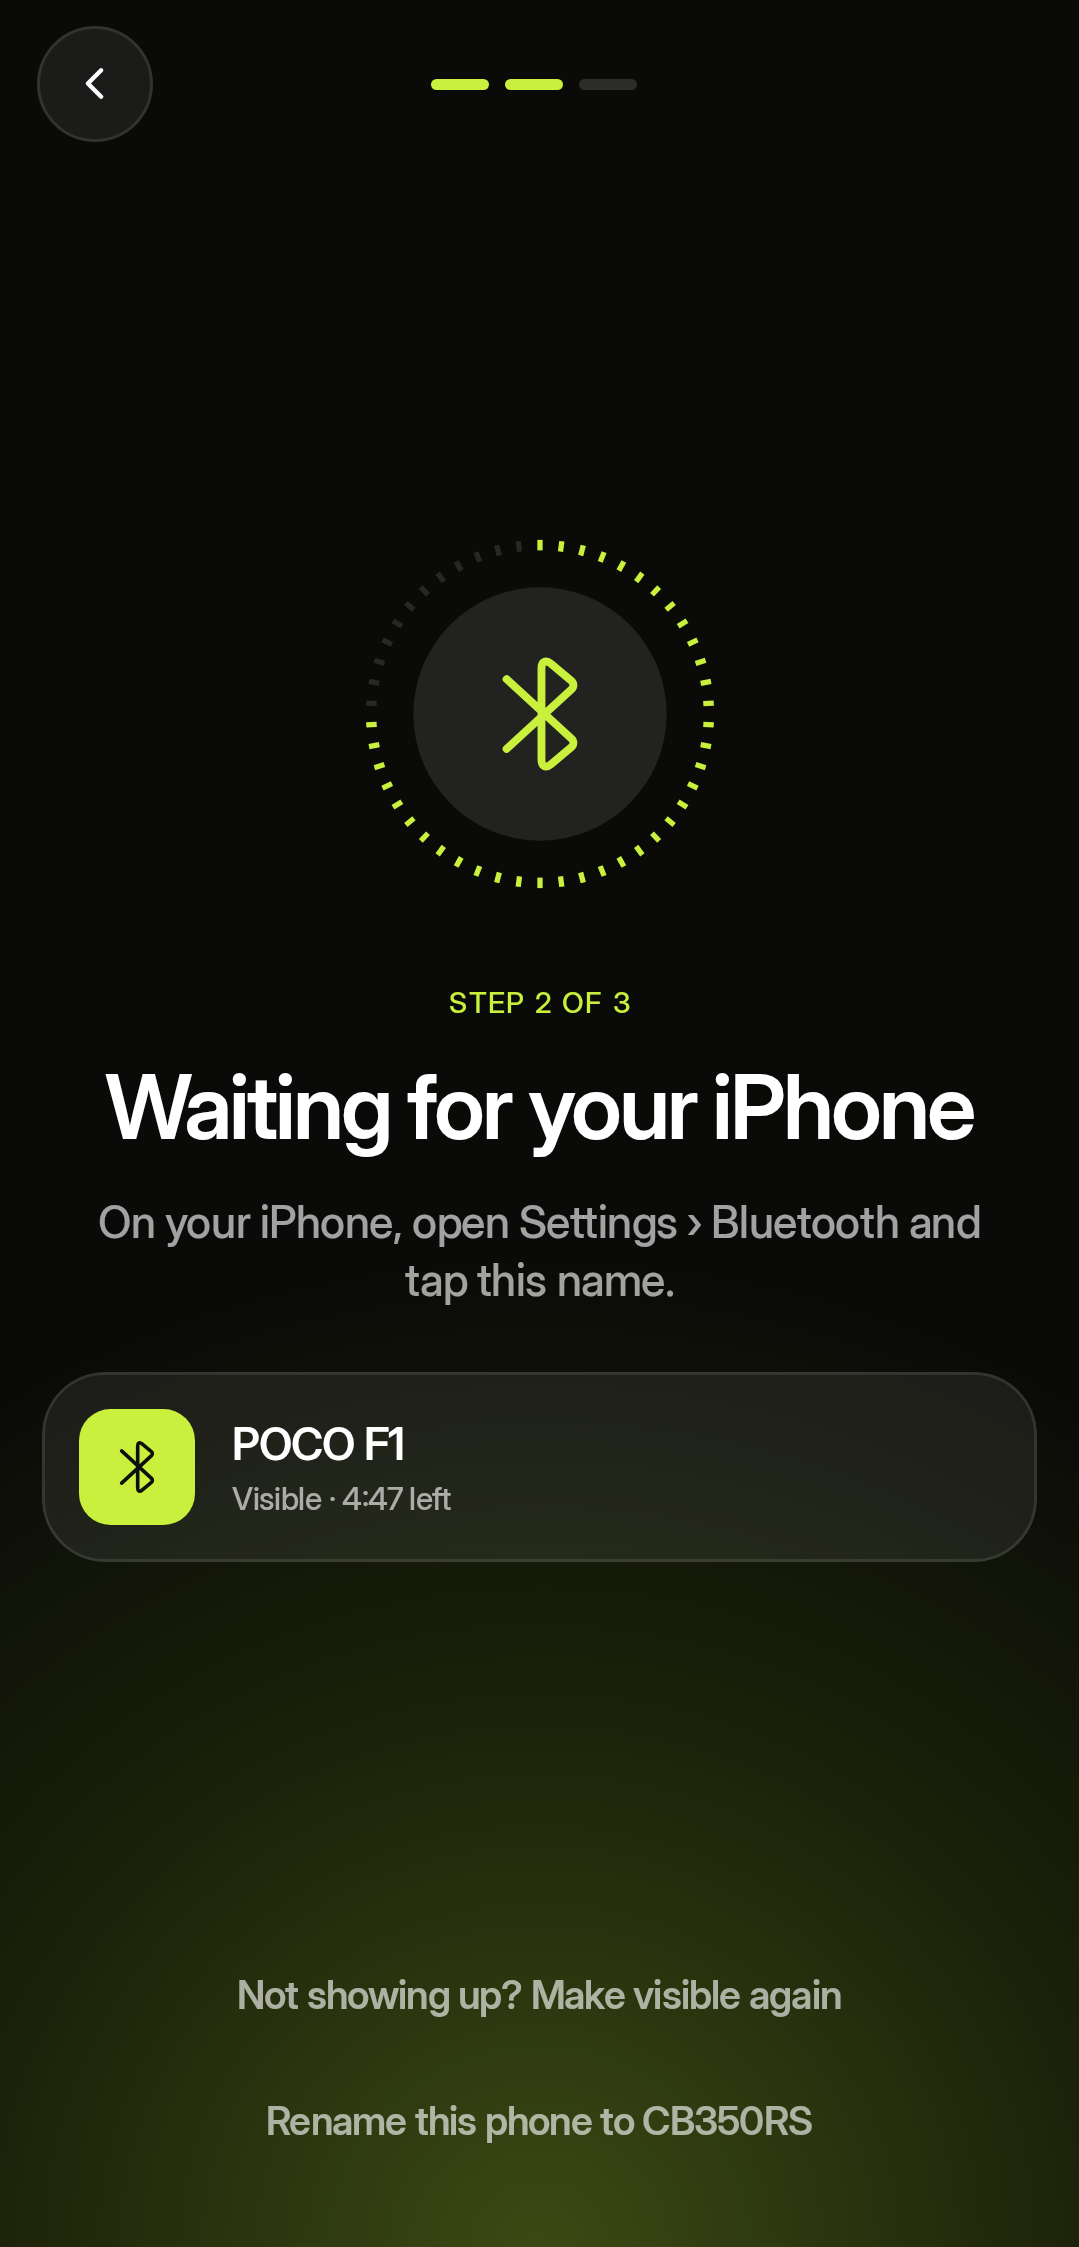 STEP 2 OF 3
Waiting for your iPhone
On your iPhone, open Settings › Bluetooth and
tap this name.
POCO F1
Visible · 4:47 left
Not showing up? Make visible again
Rename this phone to CB350RS